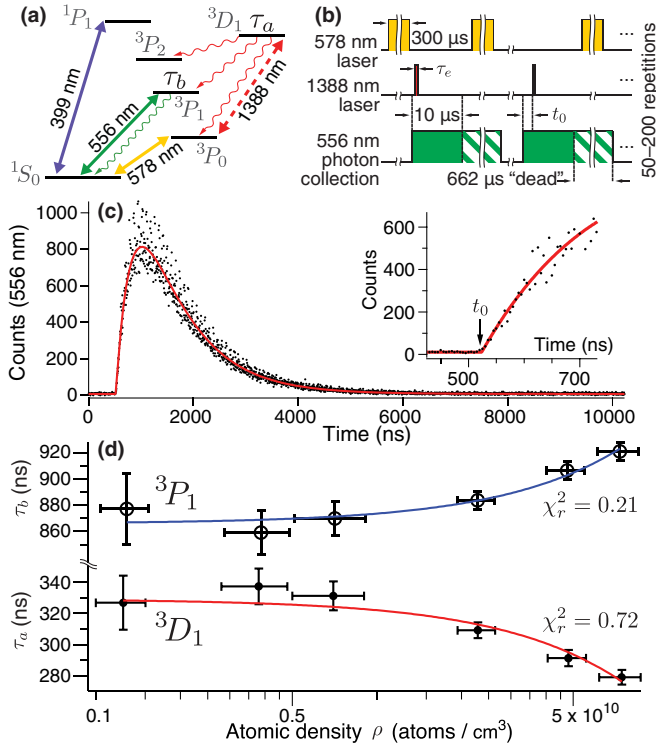 (a)
¹P₁
³D₁ τₐ
³P₂
τ_b
³P₁
399 nm
556 nm
1388 nm
578 nm
³P₀
¹S₀
(b)
578 nm
laser
300 μs
...
1388 nm
laser
τₑ
...
10 μs
t₀
556 nm
photon
collection
...
662 μs “dead”
50–200 repetitions
(c)
Counts (556 nm)
1000
800
600
400
200
0
0 2000 4000 6000 8000 10000
Time (ns)
Counts
600
400
200
0
t₀
Time (ns)
500 700
(d)
τ_b (ns)
920
900
880
860
³P₁
χᵣ² = 0.21
τₐ (ns)
340
320
300
280
³D₁
χᵣ² = 0.72
0.1 0.5 5 x 10¹⁰
Atomic density ρ (atoms / cm³)